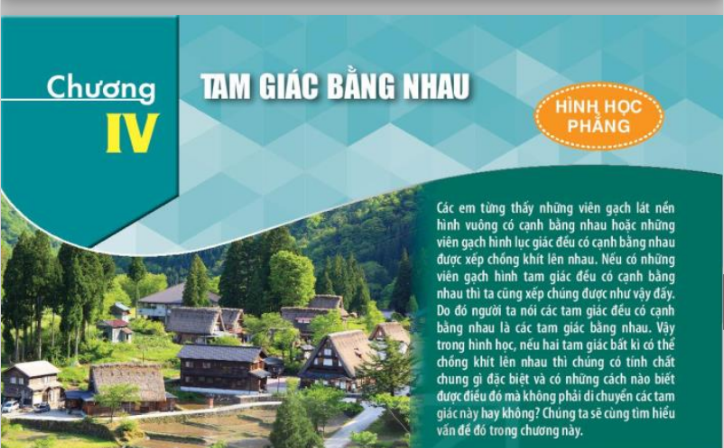 Chương
IV
TAM GIÁC BẰNG NHAU
HÌNH HỌC
PHẲNG
Các em từng thấy những viên gạch lát nền
hình vuông có cạnh bằng nhau hoặc những
viên gạch hình lục giác đều có cạnh bằng nhau
được xếp chồng khít lên nhau. Nếu có những
viên gạch hình tam giác đều có cạnh bằng
nhau thì ta cũng xếp chúng được như vậy đấy.
Do đó người ta nói các tam giác đều có cạnh
bằng nhau là các tam giác bằng nhau. Vậy
trong hình học, nếu hai tam giác bất kì có thể
chồng khít lên nhau thì chúng có tính chất
chung gì đặc biệt và có những cách nào biết
được điều đó mà không phải di chuyển các tam
giác này hay không? Chúng ta sẽ cùng tìm hiểu
vấn đề đó trong chương này.